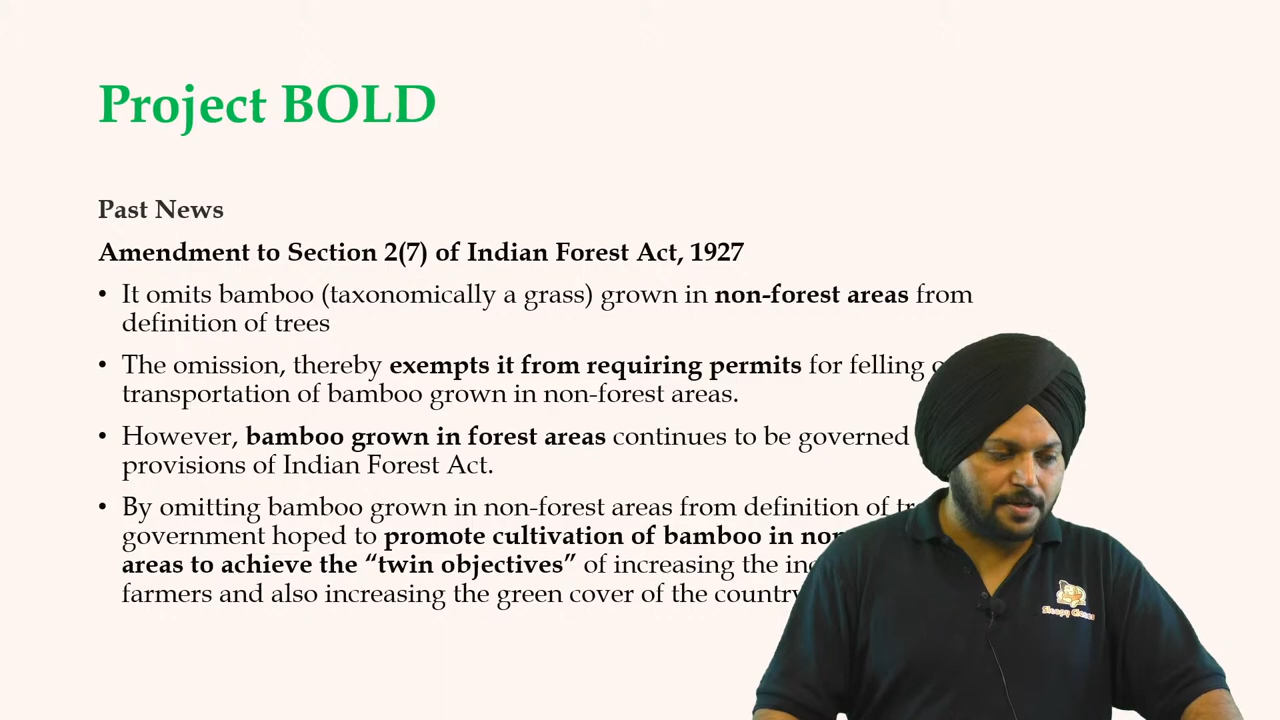 Project BOLD
Past News
Amendment to Section 2(7) of Indian Forest Act, 1927
• It omits bamboo (taxonomically a grass) grown in non-forest areas from
definition of trees
• The omission, thereby exempts it from requiring permits for felling
transportation of bamboo grown in non-forest areas.
• However, bamboo grown in forest areas continues to be governed
provisions of Indian Forest Act.
• By omitting bamboo grown in non-forest areas from definition of
government hoped to promote cultivation of bamboo in
areas to achieve the “twin objectives” of increasing the
farmers and also increasing the green cover of the country
Sleepy Classes